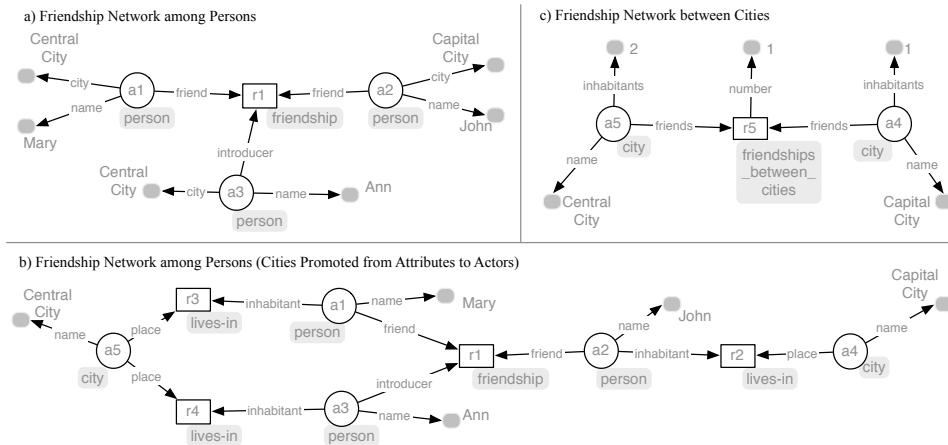 a) Friendship Network among Persons
Central
City
city
a1
name
Mary
person
friend
r1
friendship
friend
a2
person
Capital
City
city
name
John
introducer
Central
City
city
a3
name
Ann
person
c) Friendship Network between Cities
2
1
1
inhabitants
number
inhabitants
a5
friends
r5
friends
a4
city
friendships
_between_
cities
city
name
name
Central
City
Capital
City
b) Friendship Network among Persons (Cities Promoted from Attributes to Actors)
Central
City
name
a5
city
place
r3
lives-in
inhabitant
a1
person
name
Mary
friend
place
r4
lives-in
inhabitant
a3
person
introducer
name
Ann
r1
friendship
friend
a2
person
name
John
inhabitant
r2
lives-in
place
a4
city
name
Capital
City